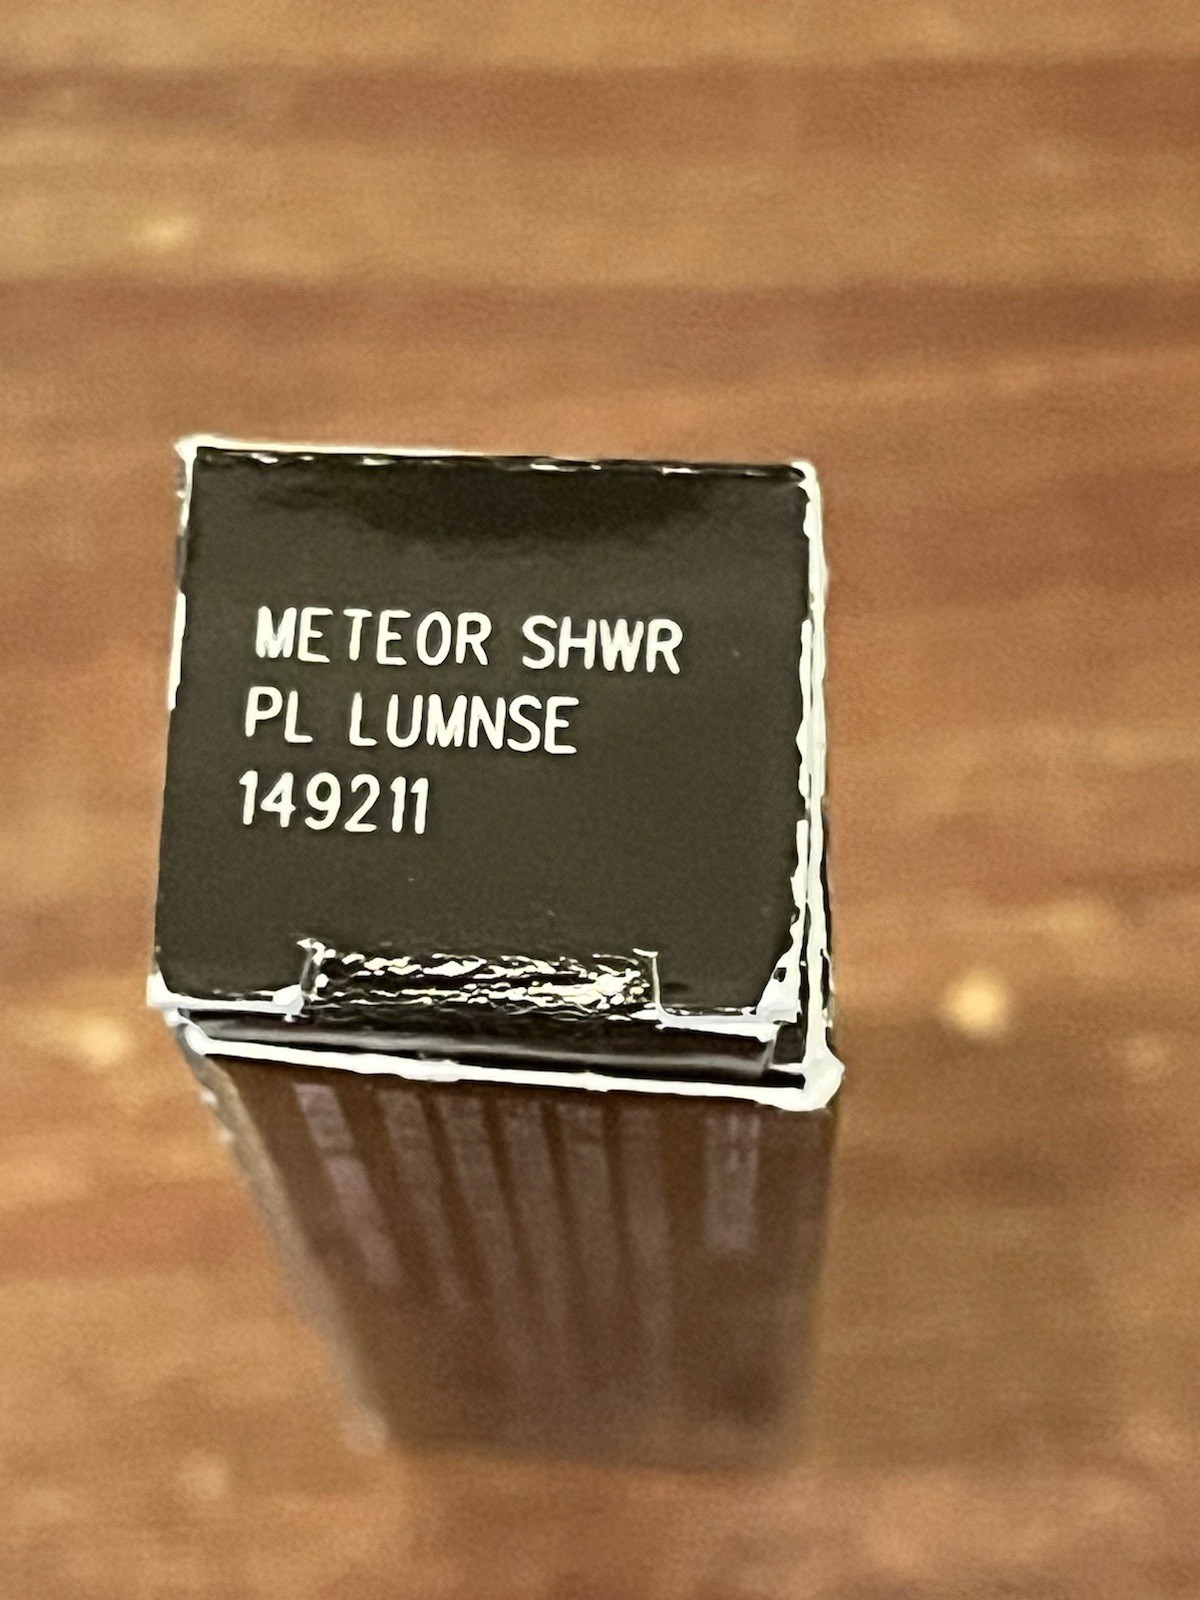 METEOR SHWR
PL LUMNSE
149211